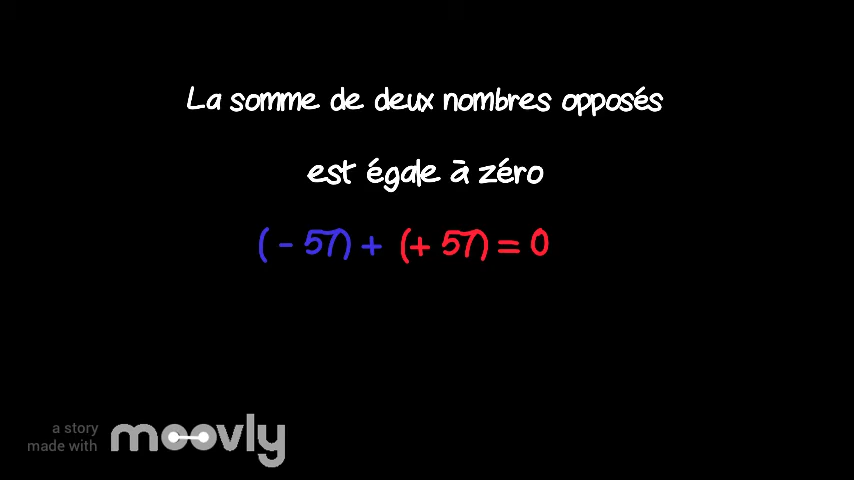 La somme de deux nombres opposés
est égale à zéro
(- 57) + (+ 57) = 0
a story
made with moovly